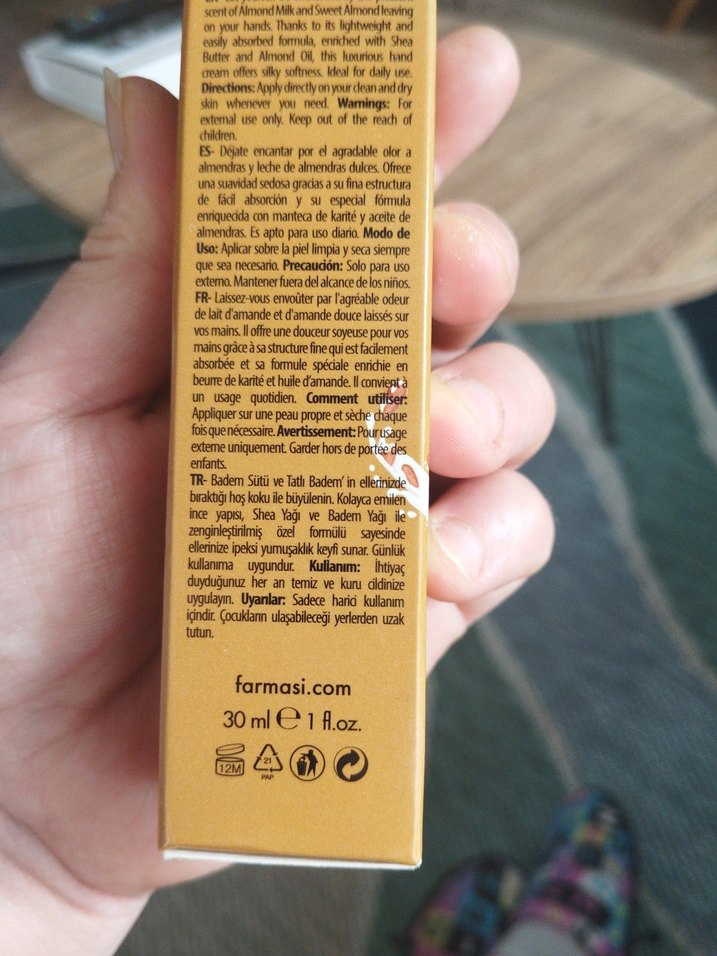 scent of Almond Milk and Sweet Almond leaving
on your hands. Thanks to its lightweight and
easily absorbed formula, enriched with Shea
Butter and Almond Oil, this luxurious hand
cream offers silky softness. Ideal for daily use.
Directions: Apply directly on your clean and dry
skin whenever you need. Warnings: For
external use only. Keep out of the reach of
children.
ES- Déjate encantar por el agradable olor a
almendras y leche de almendras dulces. Ofrece
una suavidad sedosa gracias a su fina estructura
de fácil absorción y su especial fórmula
enriquecida con manteca de karité y aceite de
almendras. Es apto para uso diario. Modo de
Uso: Aplicar sobre la piel limpia y seca siempre
que sea necesario. Precaución: Solo para uso
externo. Mantener fuera del alcance de los niños.
FR- Laissez-vous envoûter par l'agréable odeur
de lait d'amande et d'amande douce laissés sur
vos mains. Il offre une douceur soyeuse pour vos
mains grâce à sa structure fine qui est facilement
absorbée et sa formule spéciale enrichie en
beurre de karité et huile d'amande. Il convient à
un usage quotidien. Comment utiliser:
Appliquer sur une peau propre et sèche chaque
fois que nécessaire. Avertissement: Pour usage
externe uniquement. Garder hors de portée des
enfants.
TR- Badem Sütü ve Tatlı Badem' in ellerinizde
bıraktığı hoş koku ile büyülenin. Kolayca emilen
ince yapısı, Shea Yağı ve Badem Yağı ile
zenginleştirilmiş özel formülü sayesinde
ellerinize ipeksi yumuşaklık keyfi sunar. Günlük
kullanıma uygundur. Kullanım: İhtiyaç
duyduğunuz her an temiz ve kuru cildinize
uygulayın. Uyarılar: Sadece harici kullanım
içindir. Çocukların ulaşabileceği yerlerden uzak
tutun.
farmasi.com
30 ml ℮ 1 fl.oz.
12M
21
PAP